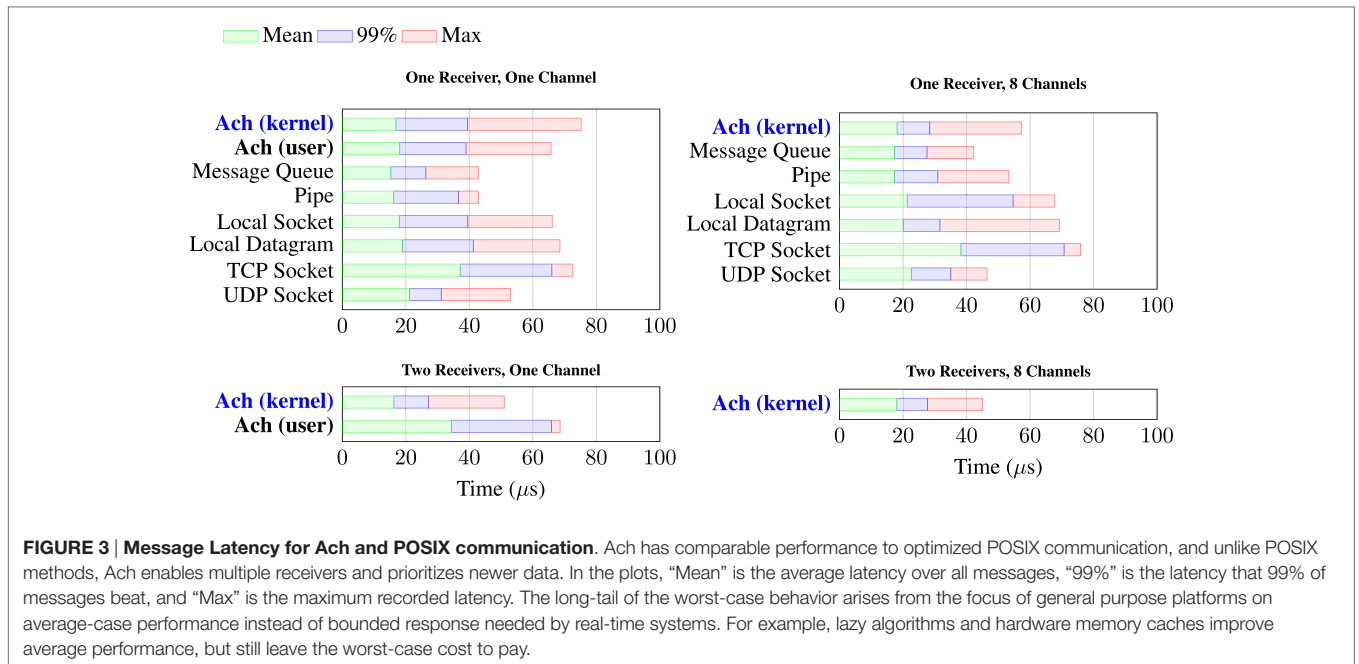 Mean 99% Max
One Receiver, One Channel
Ach (kernel)
Ach (user)
Message Queue
Pipe
Local Socket
Local Datagram
TCP Socket
UDP Socket
0 20 40 60 80 100
One Receiver, 8 Channels
Ach (kernel)
Message Queue
Pipe
Local Socket
Local Datagram
TCP Socket
UDP Socket
0 20 40 60 80 100
Two Receivers, One Channel
Ach (kernel)
Ach (user)
0 20 40 60 80 100
Time (μs)
Two Receivers, 8 Channels
Ach (kernel)
0 20 40 60 80 100
Time (μs)
FIGURE 3 | Message Latency for Ach and POSIX communication. Ach has comparable performance to optimized POSIX communication, and unlike POSIX
methods, Ach enables multiple receivers and prioritizes newer data. In the plots, “Mean” is the average latency over all messages, “99%” is the latency that 99% of
messages beat, and “Max” is the maximum recorded latency. The long-tail of the worst-case behavior arises from the focus of general purpose platforms on
average-case performance instead of bounded response needed by real-time systems. For example, lazy algorithms and hardware memory caches improve
average performance, but still leave the worst-case cost to pay.